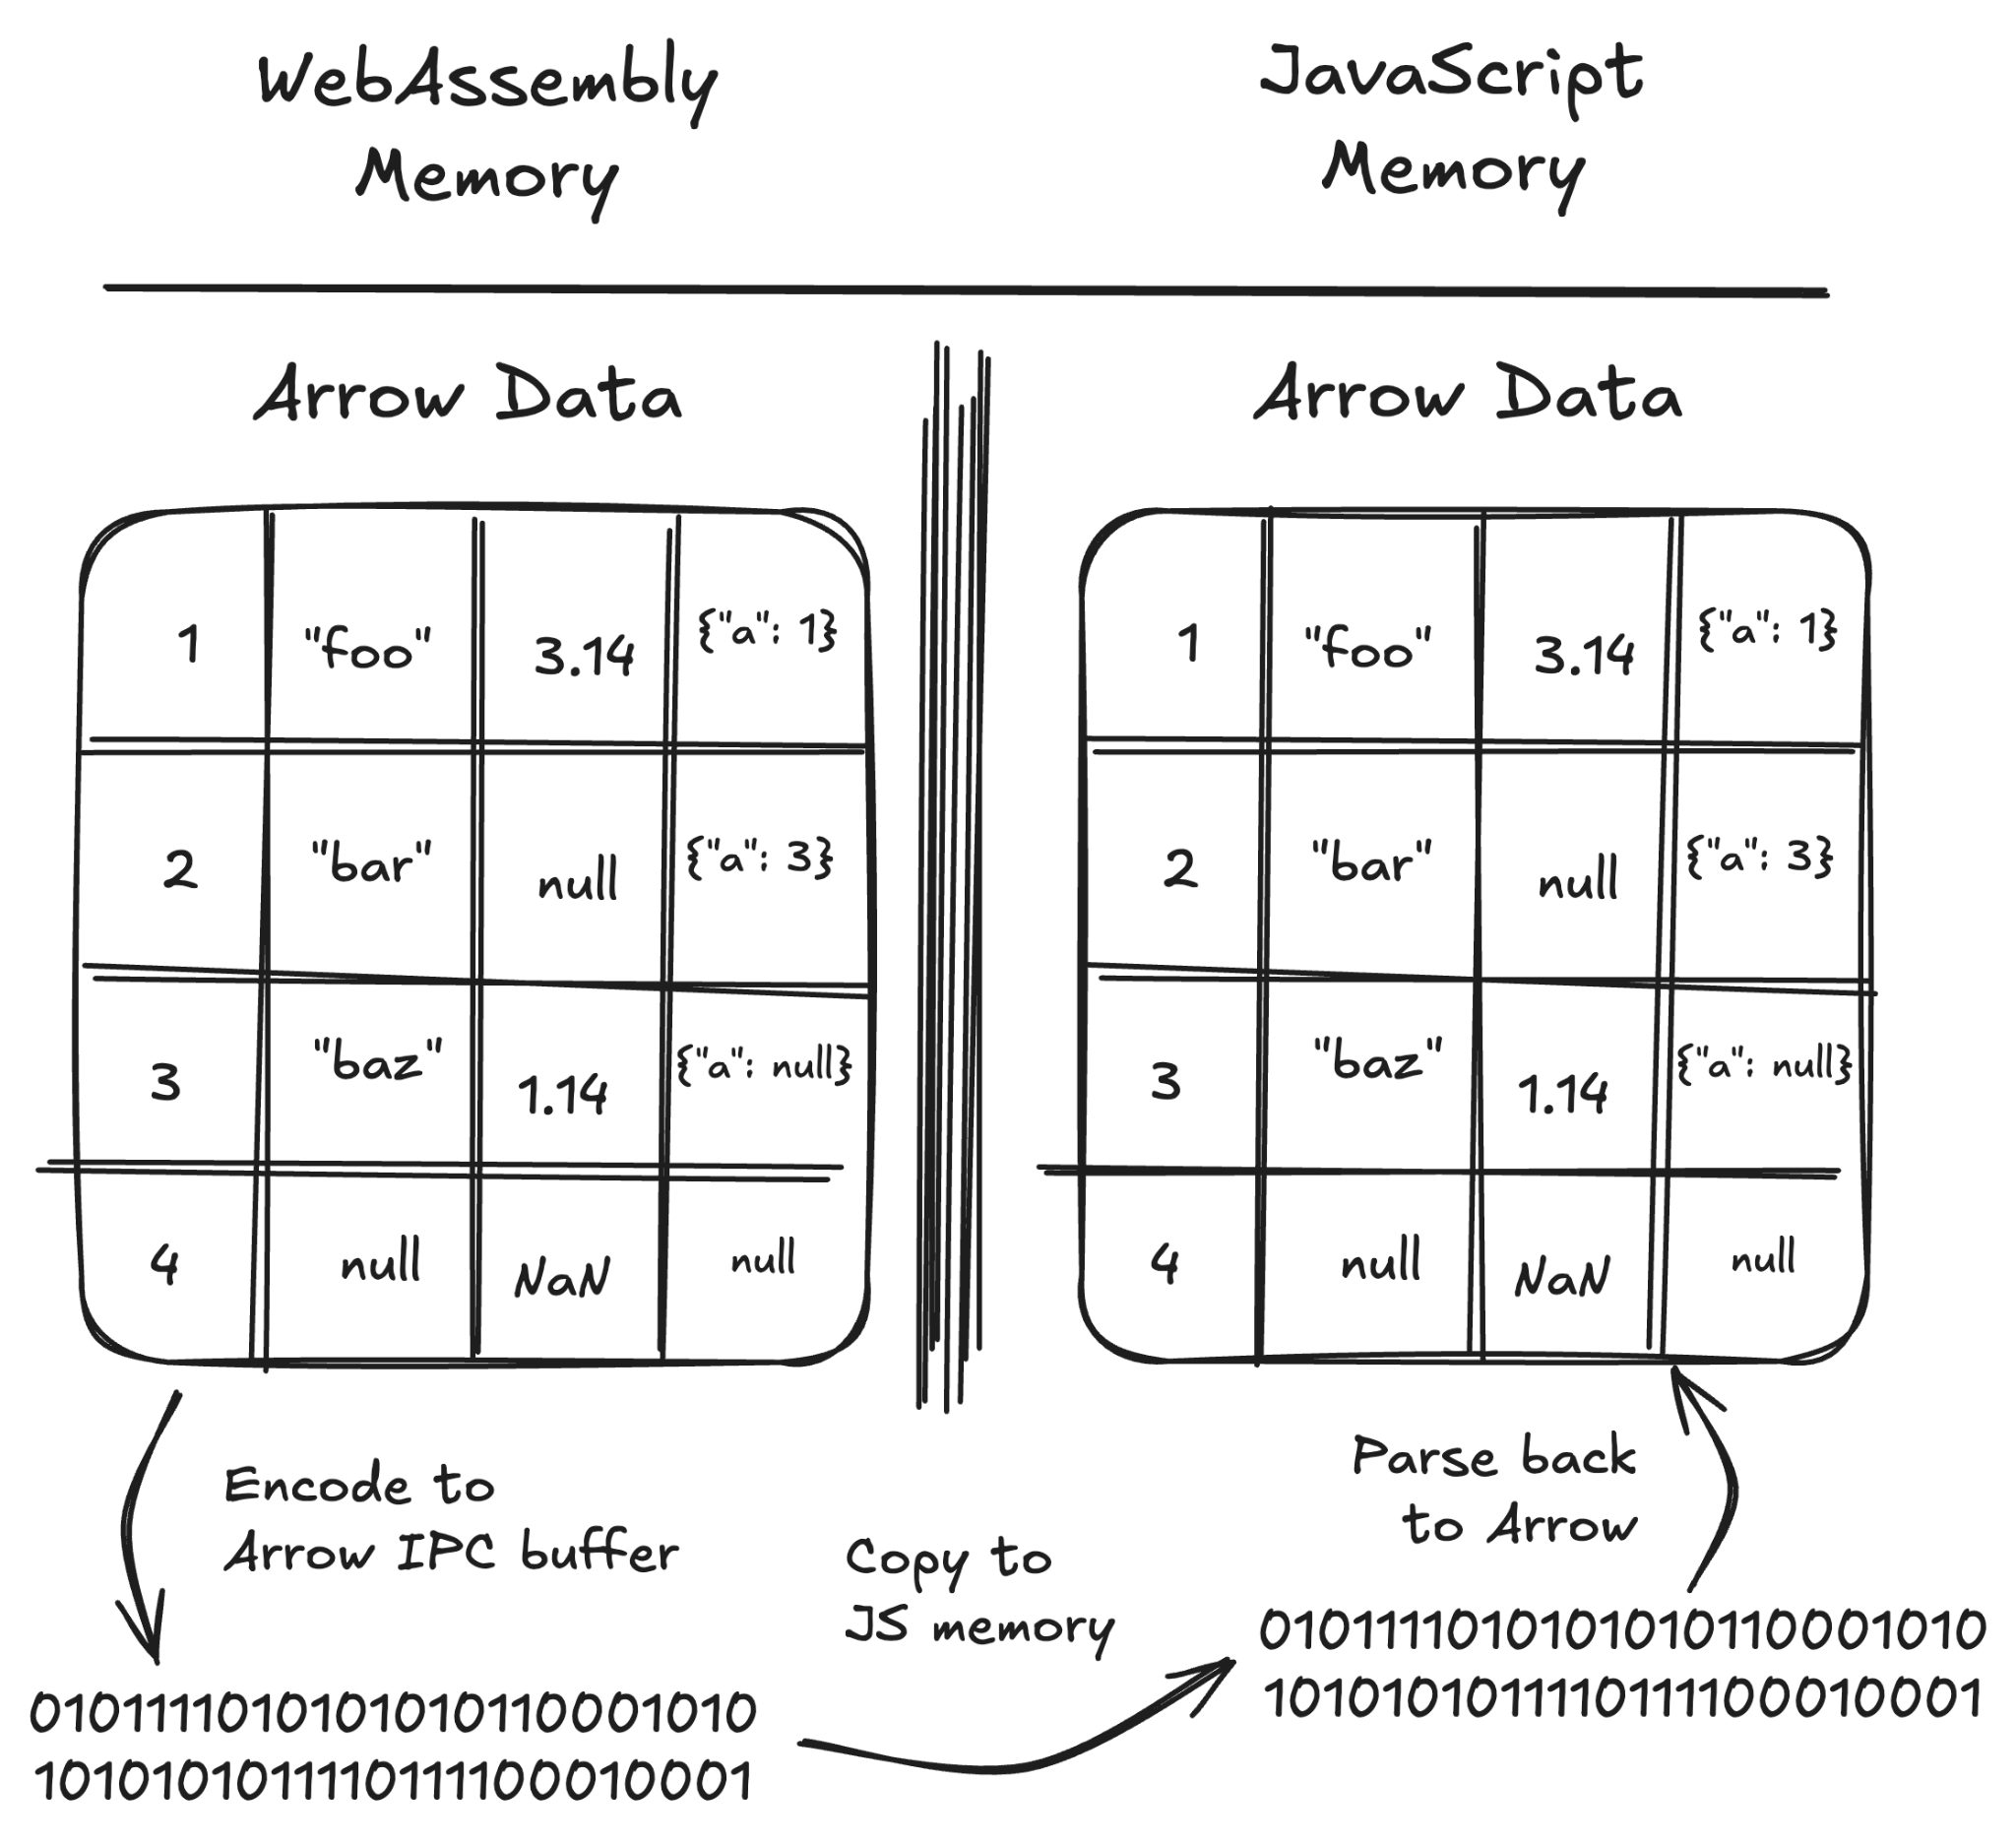 WebAssembly
Memory
JavaScript
Memory
Arrow Data
1 "foo" 3.14 {"a": 1}
2 "bar" null {"a": 3}
3 "baz" 1.14 {"a": null}
4 null NaN null
Arrow Data
1 "foo" 3.14 {"a": 1}
2 "bar" null {"a": 3}
3 "baz" 1.14 {"a": null}
4 null NaN null
Encode to
Arrow IPC buffer
0101111010101010110001010
1010101011110111100010001
Copy to
JS memory
0101111010101010110001010
1010101011110111100010001
Parse back
to Arrow